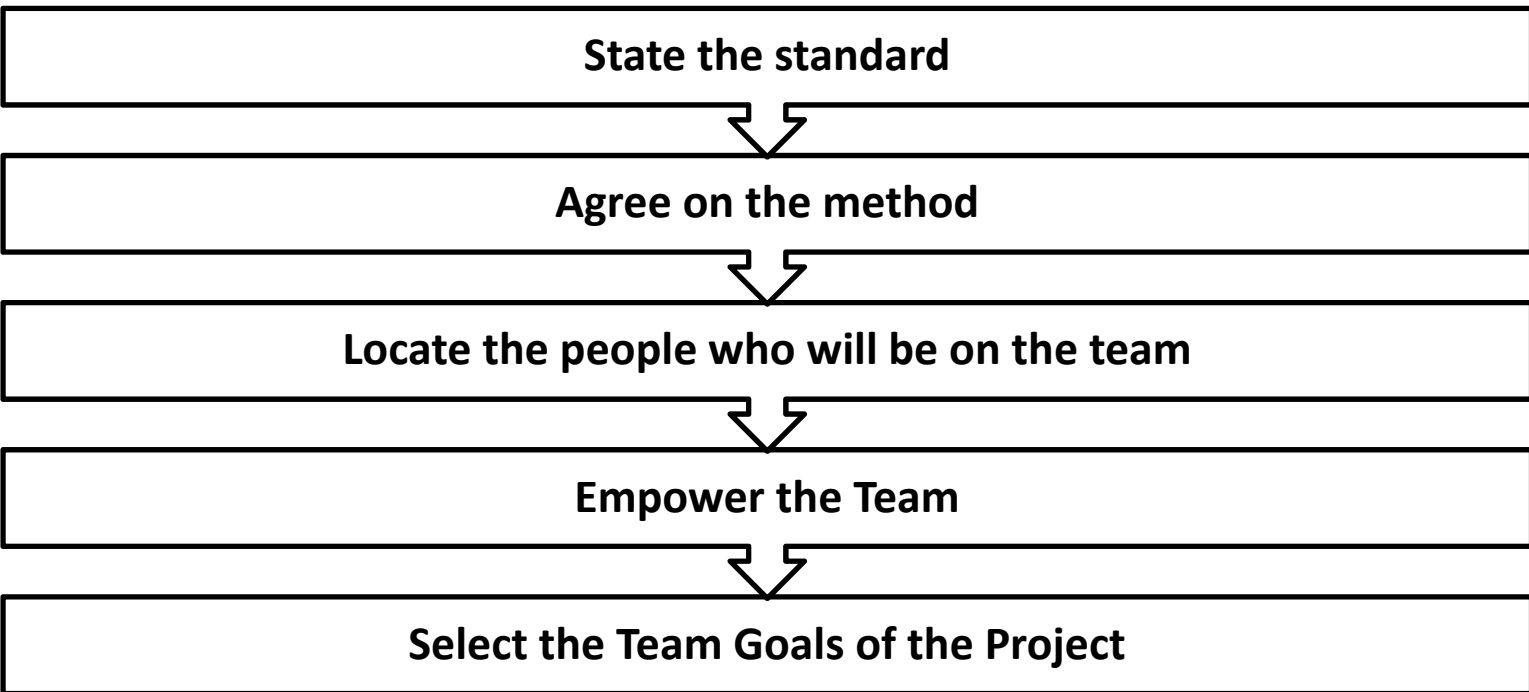 State the standard
Agree on the method
Locate the people who will be on the team
Empower the Team
Select the Team Goals of the Project